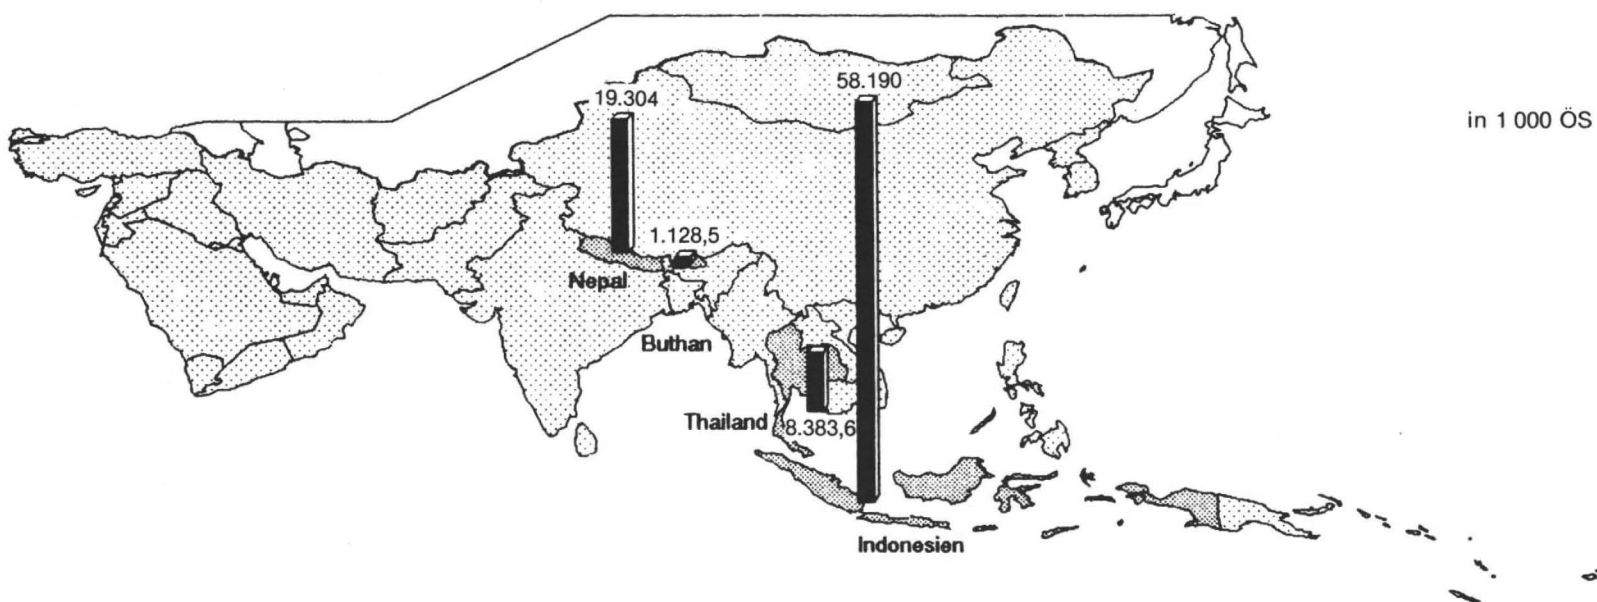 58.190
19.304
in 1 000 ÖS
1.128,5
Nepal
Buthan
Thailand
8.383,6
Indonesien